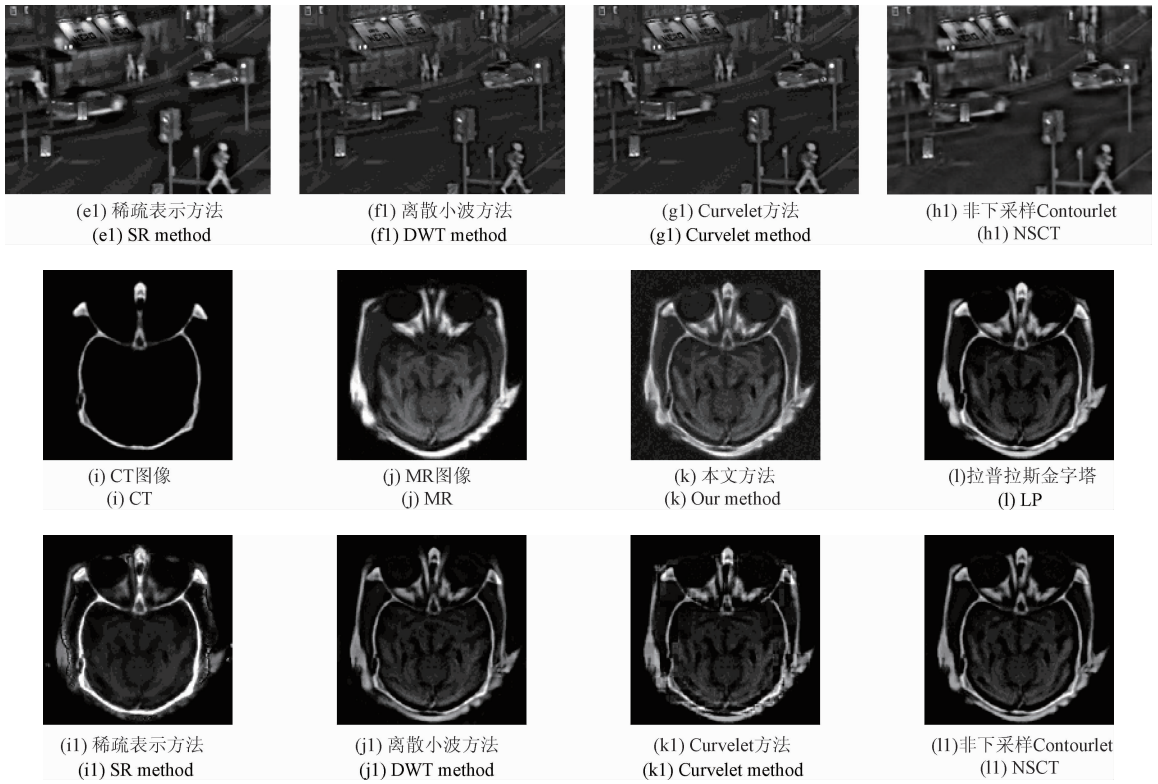 (e1) 稀疏表示方法
(e1) SR method
(f1) 离散小波方法
(f1) DWT method
(g1) Curvelet方法
(g1) Curvelet method
(h1) 非下采样Contourlet
(h1) NSCT
(i) CT图像
(i) CT
(j) MR图像
(j) MR
(k) 本文方法
(k) Our method
(l)拉普拉斯金字塔
(l) LP
(i1) 稀疏表示方法
(i1) SR method
(j1) 离散小波方法
(j1) DWT method
(k1) Curvelet方法
(k1) Curvelet method
(l1)非下采样Contourlet
(l1) NSCT